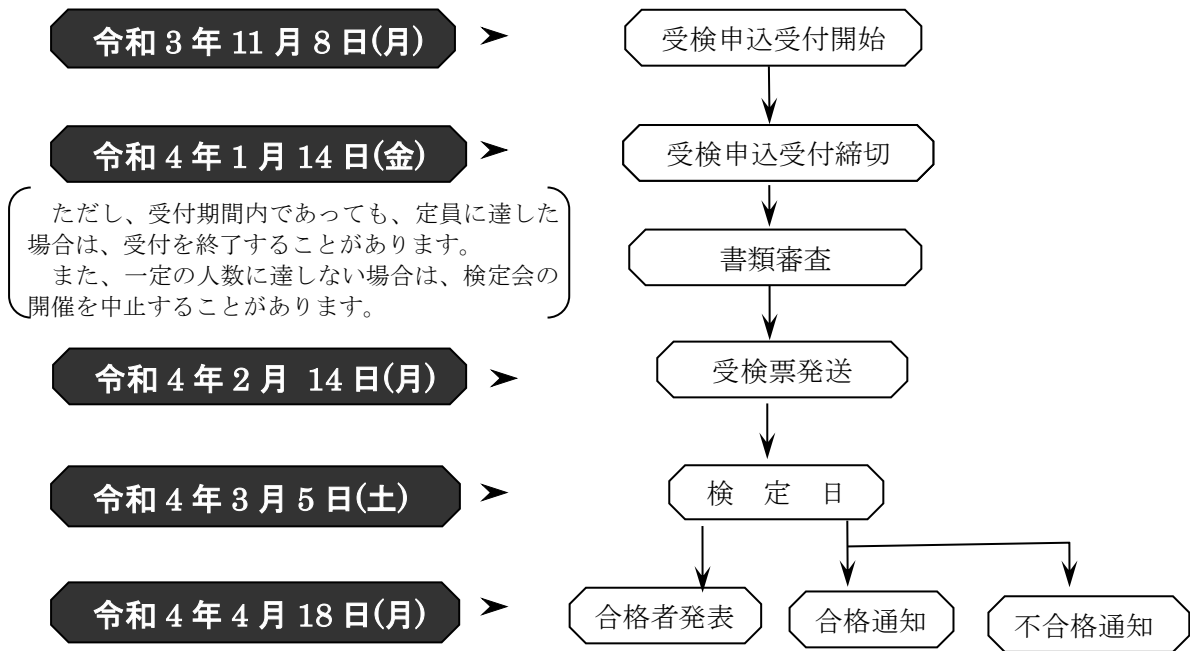 令和 3 年 11 月 8 日(月)
受検申込受付開始
令和 4 年 1 月 14 日(金)
受検申込受付締切
ただし、受付期間内であっても、定員に達した
場合は、受付を終了することがあります。
また、一定の人数に達しない場合は、検定会の
開催を中止することがあります。
書類審査
令和 4 年 2 月 14 日(月)
受検票発送
令和 4 年 3 月 5 日(土)
検 定 日
令和 4 年 4 月 18 日(月)
合格者発表
合格通知
不合格通知